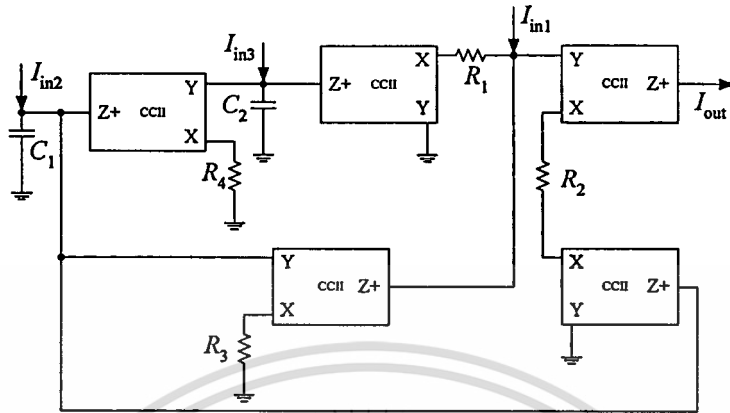 I_in1
I_in3
I_in2
X
R_1
Y
Y
Z+
CCII
Z+
CCII
Z+
CCII
C_2
I_out
C_1
X
Y
X
R_4
R_2
Y
X
CCII
Z+
CCII
Z+
X
Y
R_3